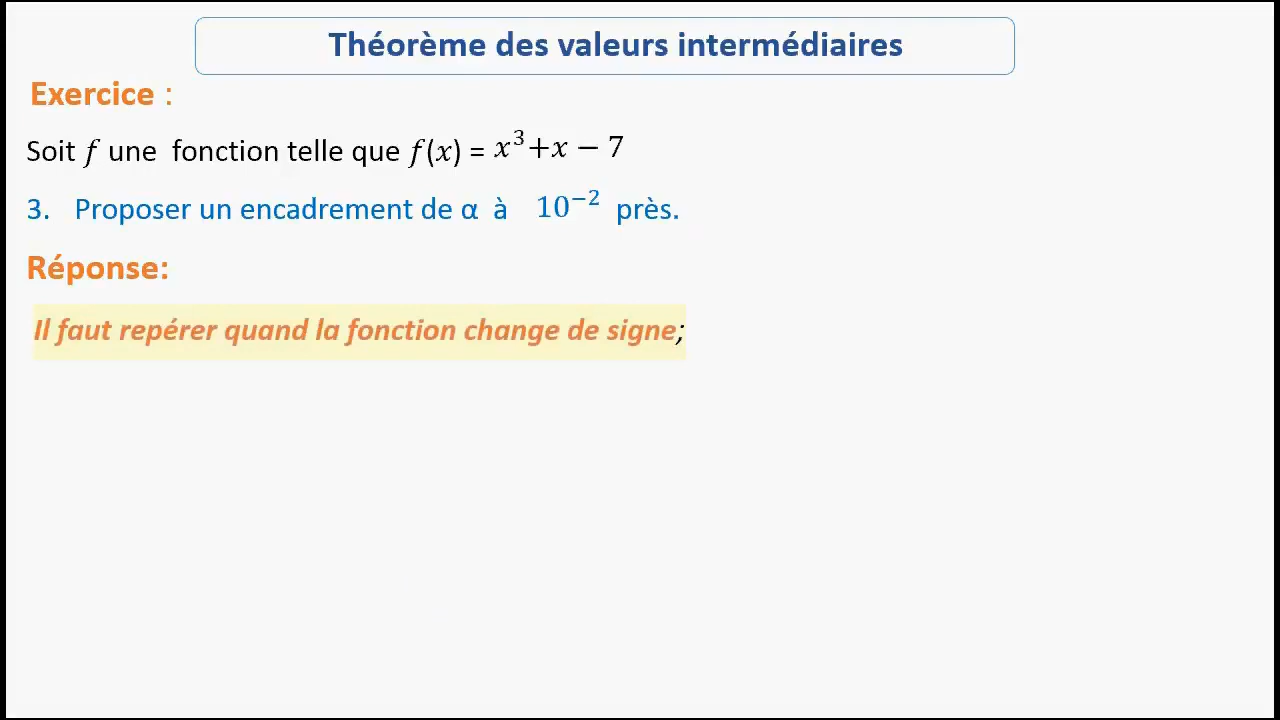 Théorème des valeurs intermédiaires
Exercice :
Soit f une fonction telle que f(x) = x³+x − 7
3. Proposer un encadrement de α à 10⁻² près.
Réponse:
Il faut repérer quand la fonction change de signe;